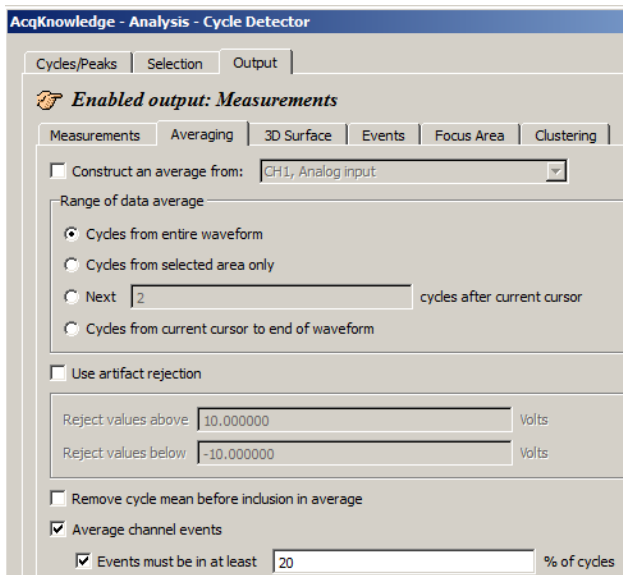 AcqKnowledge - Analysis - Cycle Detector
Cycles/Peaks Selection Output
Enabled output: Measurements
Measurements Averaging 3D Surface Events Focus Area Clustering
Construct an average from: CH1, Analog input
Range of data average
Cycles from entire waveform
Cycles from selected area only
Next 2 cycles after current cursor
Cycles from current cursor to end of waveform
Use artifact rejection
Reject values above 10.000000 Volts
Reject values below -10.000000 Volts
Remove cycle mean before inclusion in average
Average channel events
Events must be in at least 20 % of cycles